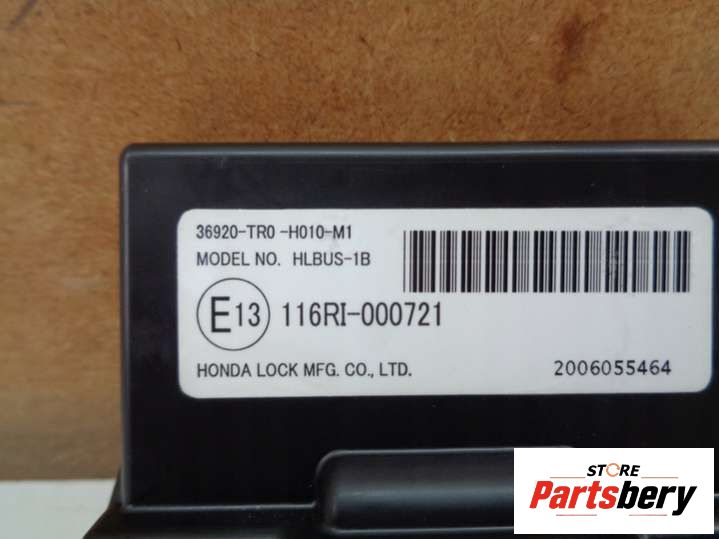 36920-TR0 -H010-M1
MODEL NO. HLBUS-1B
E13 116RI-000721
HONDA LOCK MFG. CO., LTD. 2006055464
STORE
Partsbery